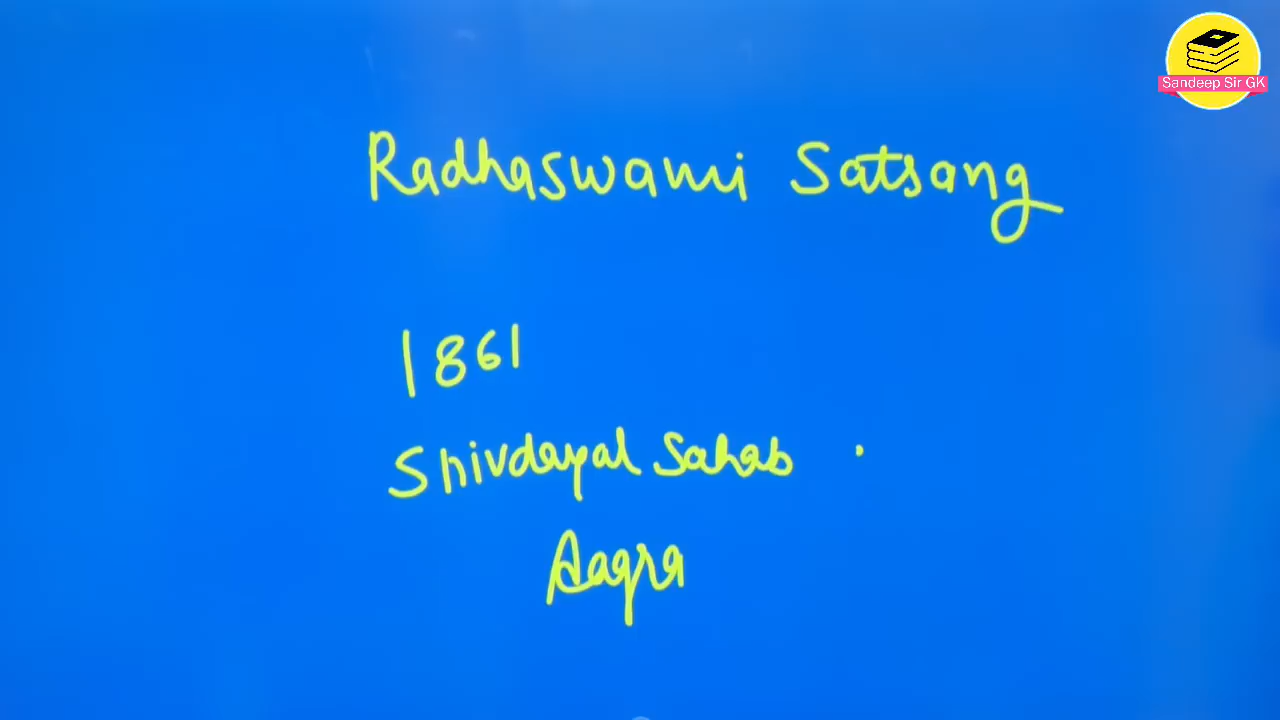 Sandeep Sir GK
Radhaswami Satsang
1861
Shivdayal Sahab .
Aagra